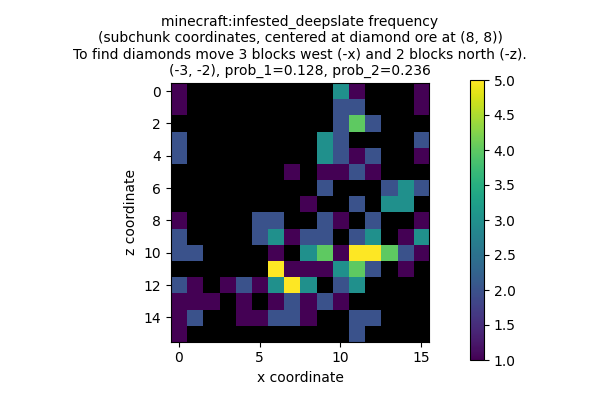 minecraft:infested_deepslate frequency
(subchunk coordinates, centered at diamond ore at (8, 8))
To find diamonds move 3 blocks west (-x) and 2 blocks north (-z).
(-3, -2), prob_1=0.128, prob_2=0.236
z coordinate
0
2
4
6
8
10
12
14
0 5 10 15
x coordinate
5.0
4.5
4.0
3.5
3.0
2.5
2.0
1.5
1.0